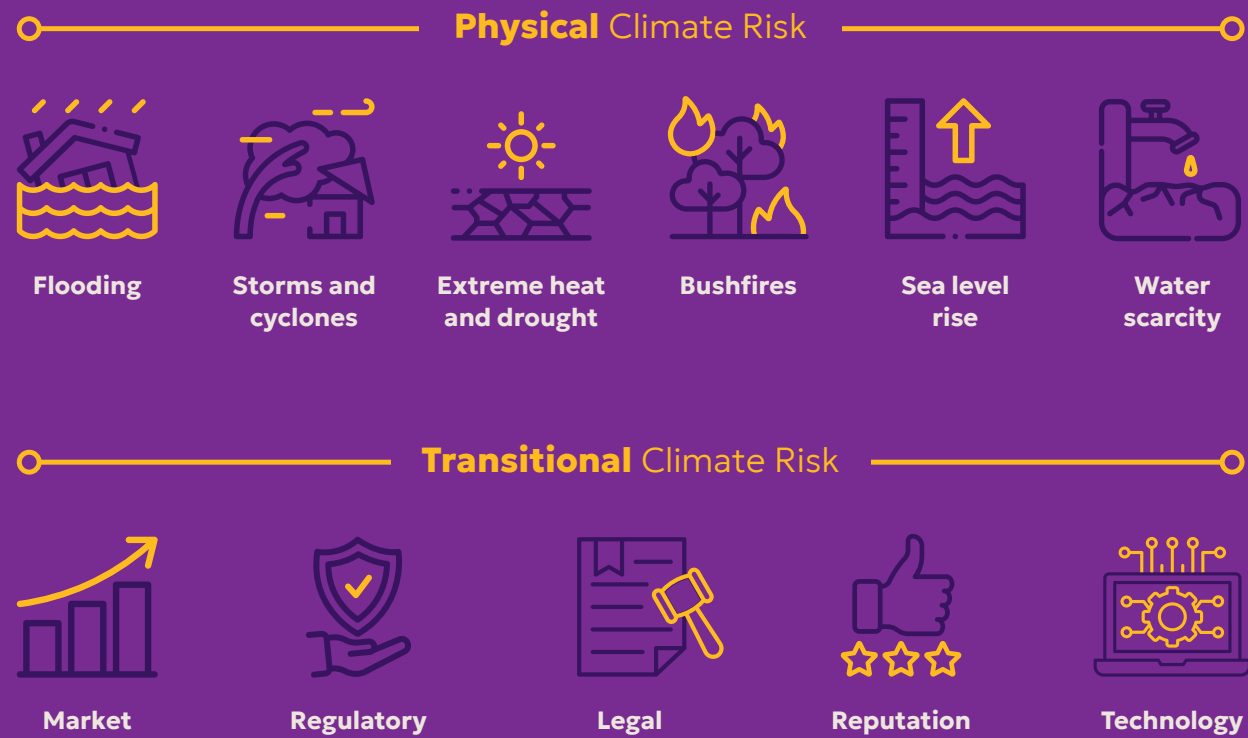 Physical Climate Risk
Flooding
Storms and
cyclones
Extreme heat
and drought
Bushfires
Sea level
rise
Water
scarcity
Transitional Climate Risk
Market
Regulatory
Legal
Reputation
Technology